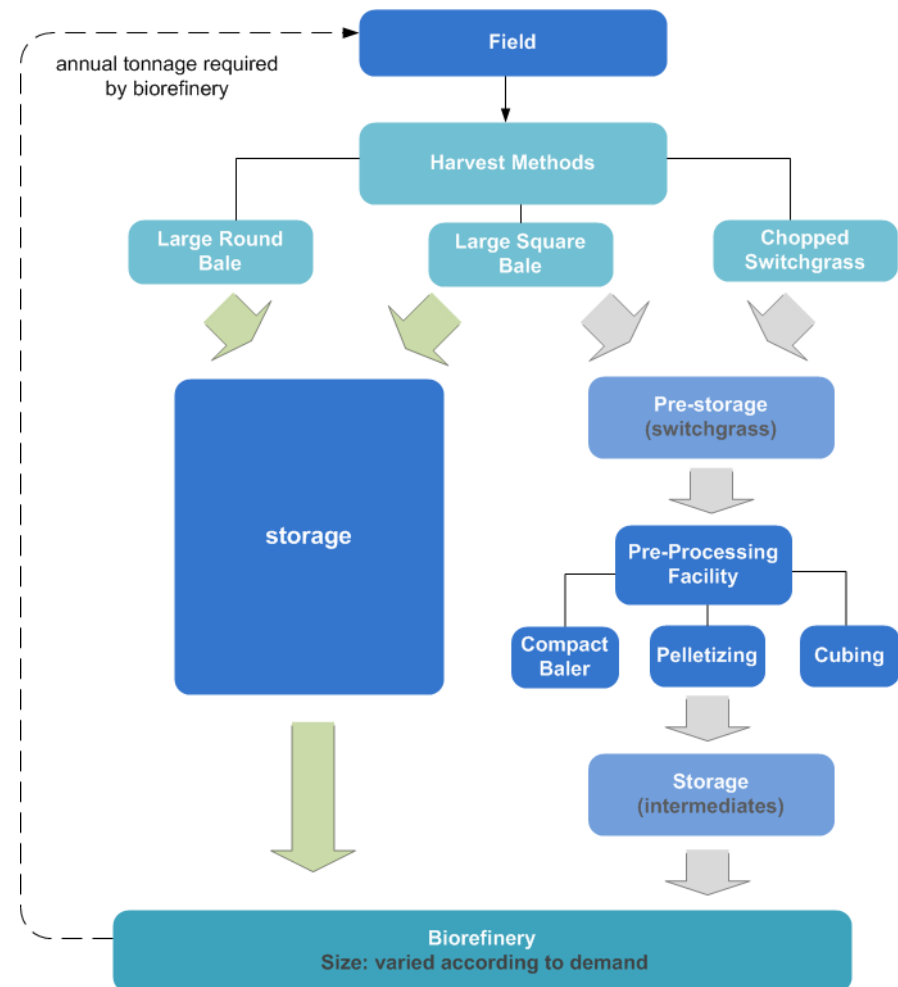 Field
annual tonnage required
by biorefinery
Harvest Methods
Large Round
Bale
Large Square
Bale
Chopped
Switchgrass
Pre-storage
(switchgrass)
storage
Pre-Processing
Facility
Compact
Baler
Pelletizing
Cubing
Storage
(intermediates)
Biorefinery
Size: varied according to demand